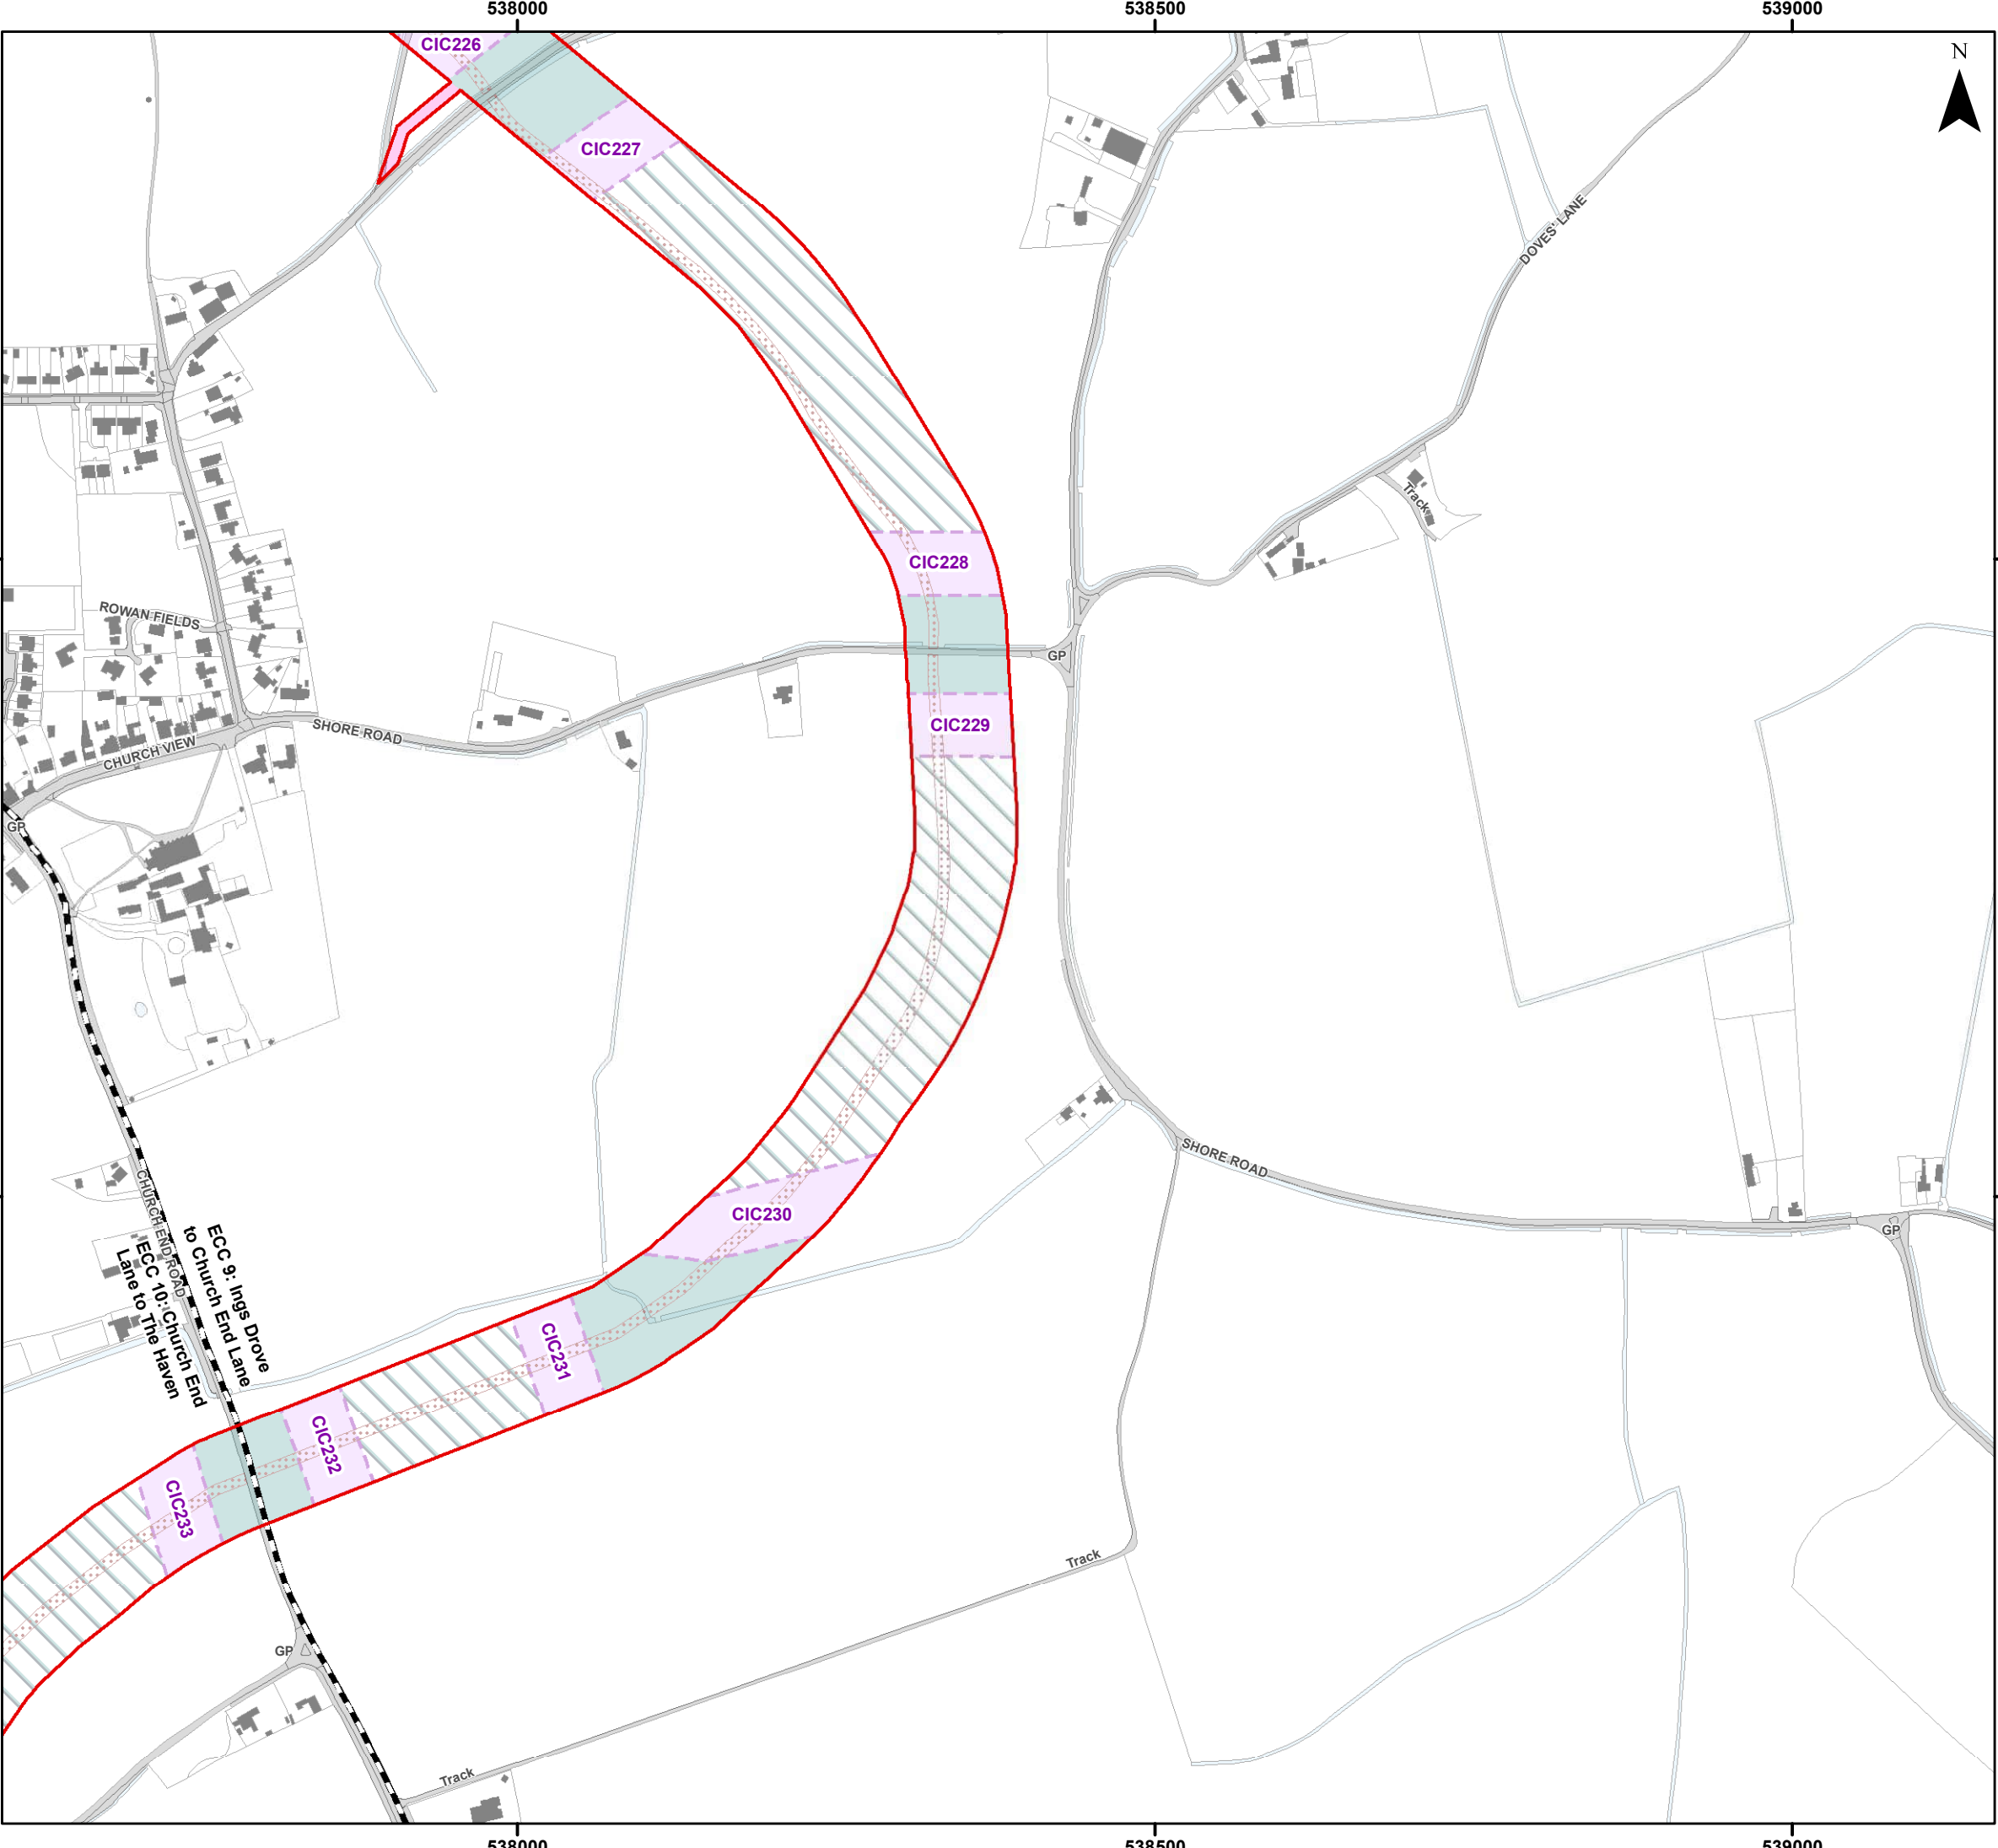 538000
538500
539000
N
CIC226
CIC227
DOVES' LANE
Track
CIC228
ROWAN FIELDS
GP
SHORE ROAD
CIC229
CHURCH VIEW
GP
SHORE ROAD
CIC230
GP
CHURCH END ROAD
ECC 9: Ings Drove
to Church End Lane
ECC 10: Church End
Lane to The Haven
CIC231
CIC232
CIC233
Track
GP
Track
538000
538500
539000